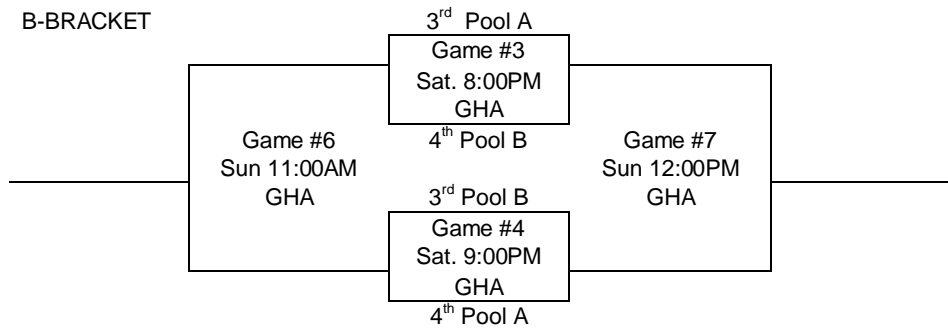 B-BRACKET
3rd Pool A
Game #3
Sat. 8:00PM
GHA
4th Pool B
Game #6
Sun 11:00AM
GHA
Game #7
Sun 12:00PM
GHA
3rd Pool B
Game #4
Sat. 9:00PM
GHA
4th Pool A